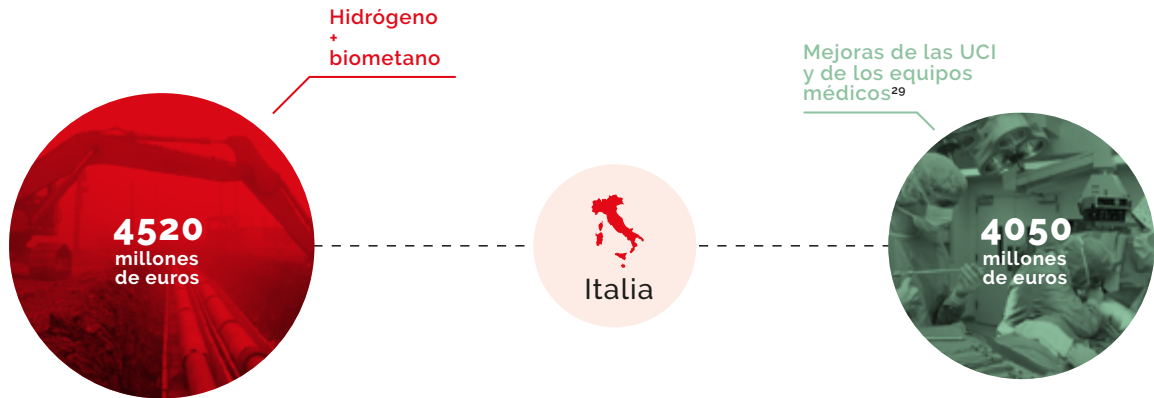 Hidrógeno
+
biometano
Mejoras de las UCI
y de los equipos
médicos²⁹
4520
millones
de euros
Italia
4050
millones
de euros